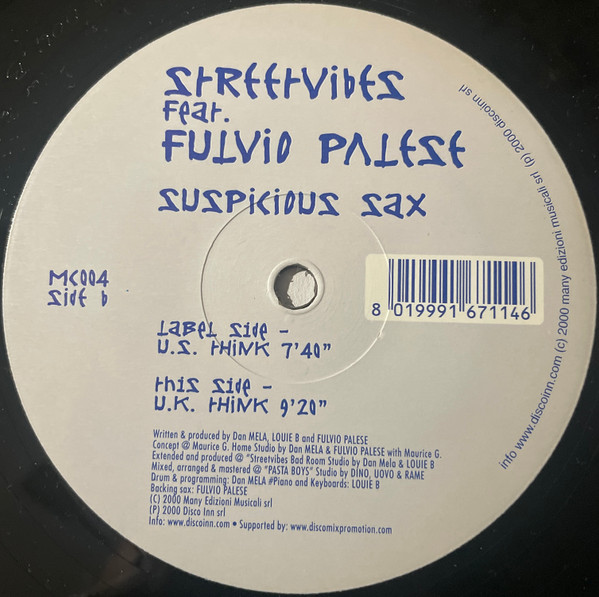 Streetvibes
feat.
Fulvio Palese
Suspicious Sax
MC004
Side b
Label side -
U.S. Think 7'40"
This side -
U.K. Think 9'20"
8 019991 671146
Written & produced by Dan MELA, LOUIE B and FULVIO PALESE
Concept @ Maurice G. Home Studio by Dan MELA & FULVIO PALESE with Maurice G.
Extended and produced @ "Streetvibes Bad Room Studio by Dan Mela & LOUIE B
Mixed, arranged & mastered @ "PASTA BOYS" Studio by DINO, UOVO & RAME
Drum & programming: Dan MELA #Piano and Keyboards: LOUIE B
Backing sax: FULVIO PALESE
(C) 2000 Many Edizioni Musicali srl
(P) 2000 Disco Inn srl
Info: www.discoinn.com • Supported by: www.discomixpromotion.com
info www.discoinn.com (c) 2000 many edizioni musicali srl (p) 2000 discoinn srl